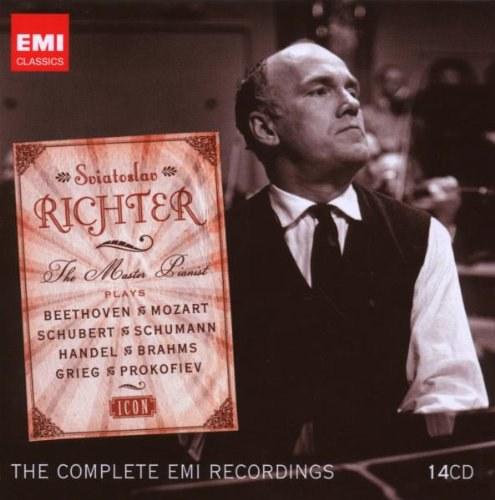 EMI
CLASSICS
Sviatoslav
RICHTER
The Master Pianist
PLAYS
BEETHOVEN & MOZART
SCHUBERT & SCHUMANN
HANDEL & BRAHMS
GRIEG & PROKOFIEV
ICON
THE COMPLETE EMI RECORDINGS 14CD